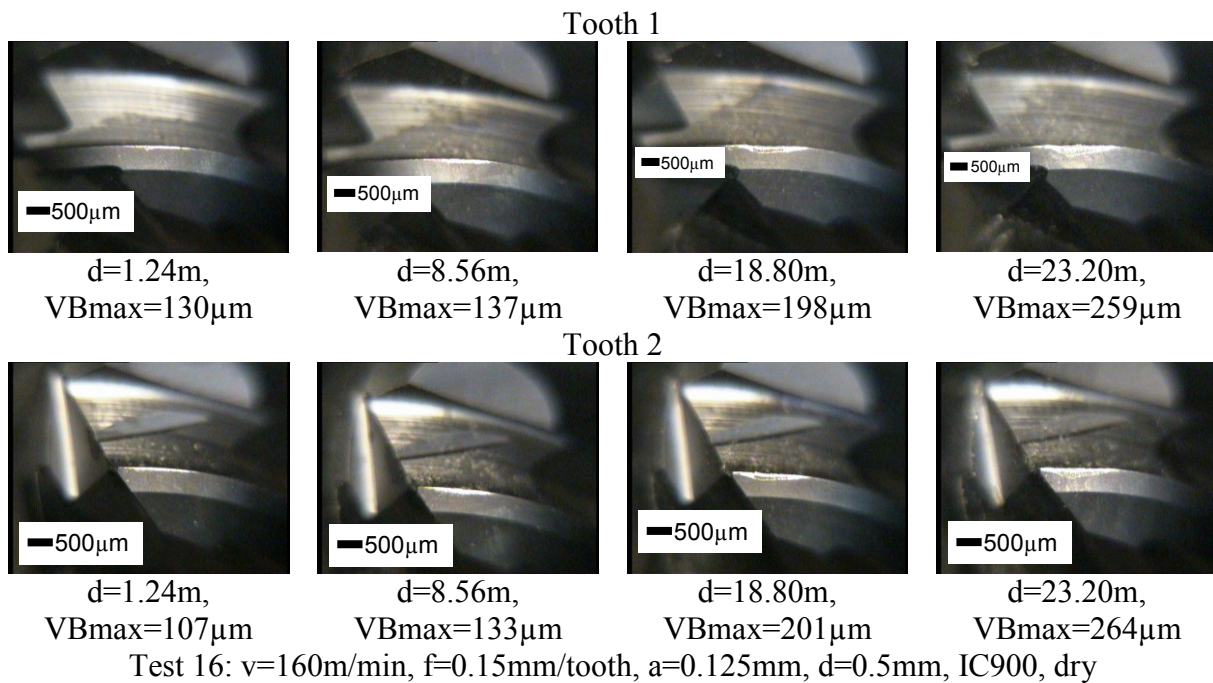 Tooth 1
500µm 500µm 500µm 500µm
d=1.24m, d=8.56m, d=18.80m, d=23.20m,
VBmax=130µm VBmax=137µm VBmax=198µm VBmax=259µm
Tooth 2
500µm 500µm 500µm 500µm
d=1.24m, d=8.56m, d=18.80m, d=23.20m,
VBmax=107µm VBmax=133µm VBmax=201µm VBmax=264µm
Test 16: v=160m/min, f=0.15mm/tooth, a=0.125mm, d=0.5mm, IC900, dry